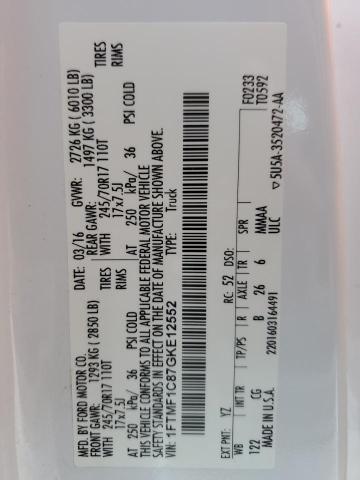 MFD. BY FORD MOTOR CO.
DATE: 03/16 GVWR: 2726 KG ( 6010 LB)
FRONT GAWR: 1293 KG ( 2850 LB) REAR GAWR: 1497 KG ( 3300 LB)
WITH 245/70R17 110T TIRES WITH 245/70R17 110T TIRES
17x7.5J RIMS 17x7.5J RIMS
AT 250 kPa/ 36 PSI COLD AT 250 kPa/ 36 PSI COLD
THIS VEHICLE CONFORMS TO ALL APPLICABLE FEDERAL MOTOR VEHICLE
SAFETY STANDARDS IN EFFECT ON THE DATE OF MANUFACTURE SHOWN ABOVE.
VEHICLE IDENTIFICATION NO.
VIN: 1FTMF1C87GKE12552 TYPE: Truck
F0233
T0592
EXT PNT: YZ RC: 52 DSO:
WB INT TR TP/PS R AXLE TR SPR
122 CG B 26 6 MMAA
2201603164491 ULC
MADE IN U.S.A. ▽ 5U5A-3S20472-AA